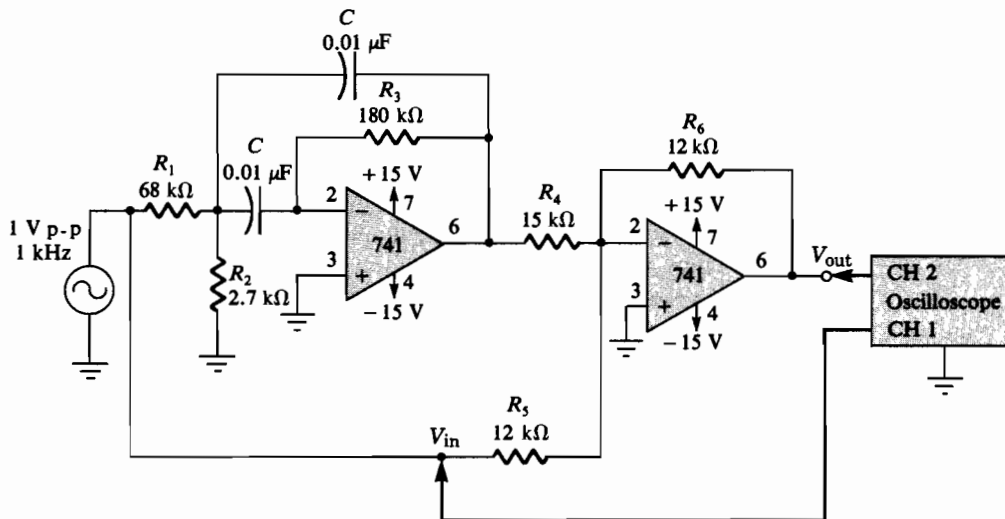 C
0.01 μF
R3
180 kΩ
C
0.01 μF
R1
68 kΩ
1 V p-p
1 kHz
R2
2.7 kΩ
+15 V
7
2
−
741
6
3
+
4
−15 V
R4
15 kΩ
R6
12 kΩ
+15 V
7
2
−
741
6
3
+
4
−15 V
Vout
CH 2
Oscilloscope
CH 1
Vin
R5
12 kΩ